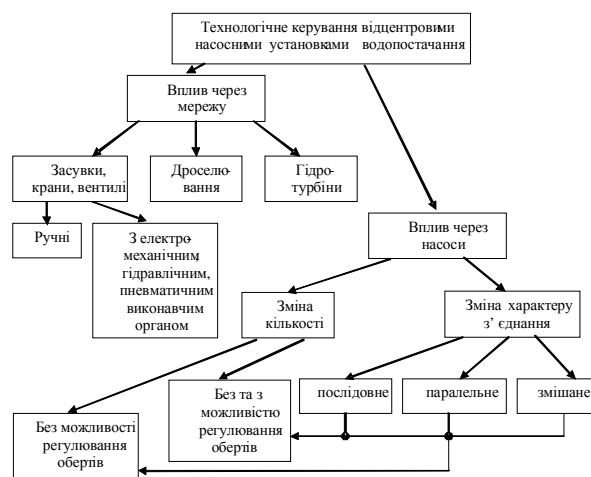 Технологічне керування відцентровими
насосними установками водопостачання
Вплив через
мережу
Засувки,
крани, вентилі
Дроселю-
вання
Гідро-
турбіни
Ручні
З електро-
механічним,
гідравлічним,
пневматичним
виконавчим
органом
Вплив через
насоси
Зміна
кількості
Зміна характеру
з’ єднання
Без можливості
регулювання
обертів
Без та з
можливістю
регулювання
обертів
послідовне
паралельне
змішане